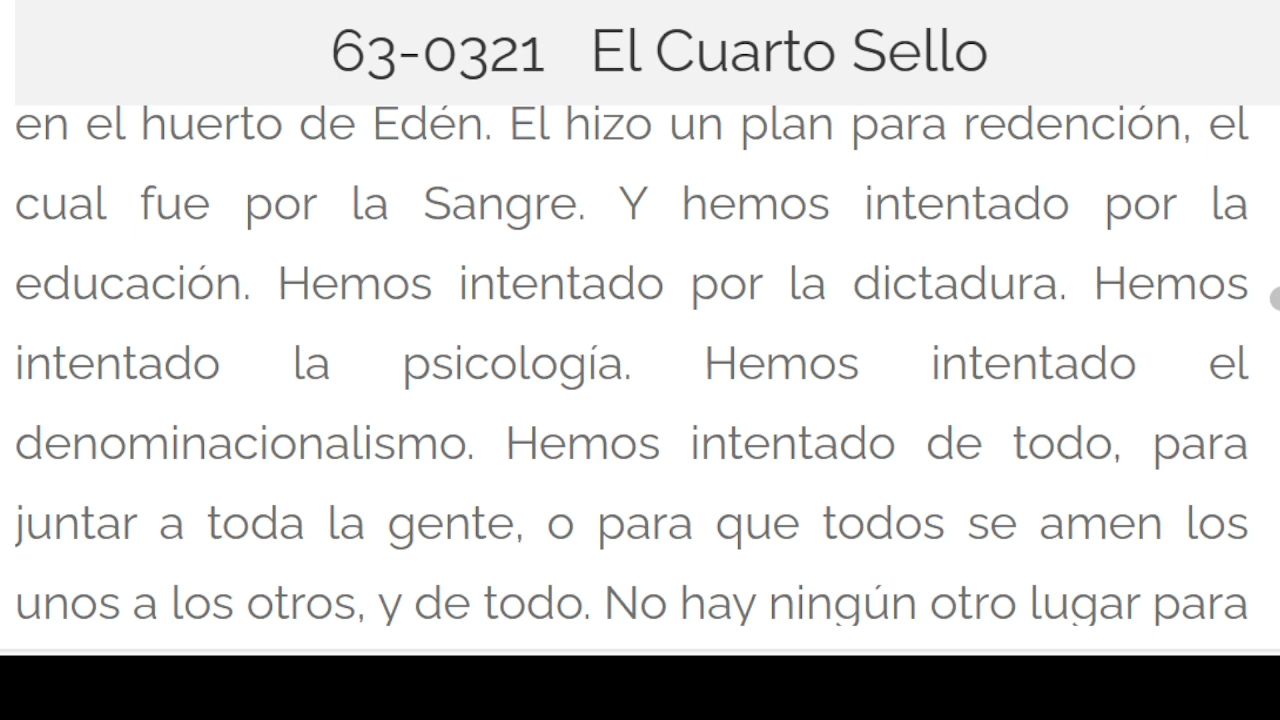 63-0321 El Cuarto Sello
en el huerto de Edén. El hizo un plan para redención, el
cual fue por la Sangre. Y hemos intentado por la
educación. Hemos intentado por la dictadura. Hemos
intentado la psicología. Hemos intentado el
denominacionalismo. Hemos intentado de todo, para
juntar a toda la gente, o para que todos se amen los
unos a los otros, y de todo. No hay ningún otro lugar para